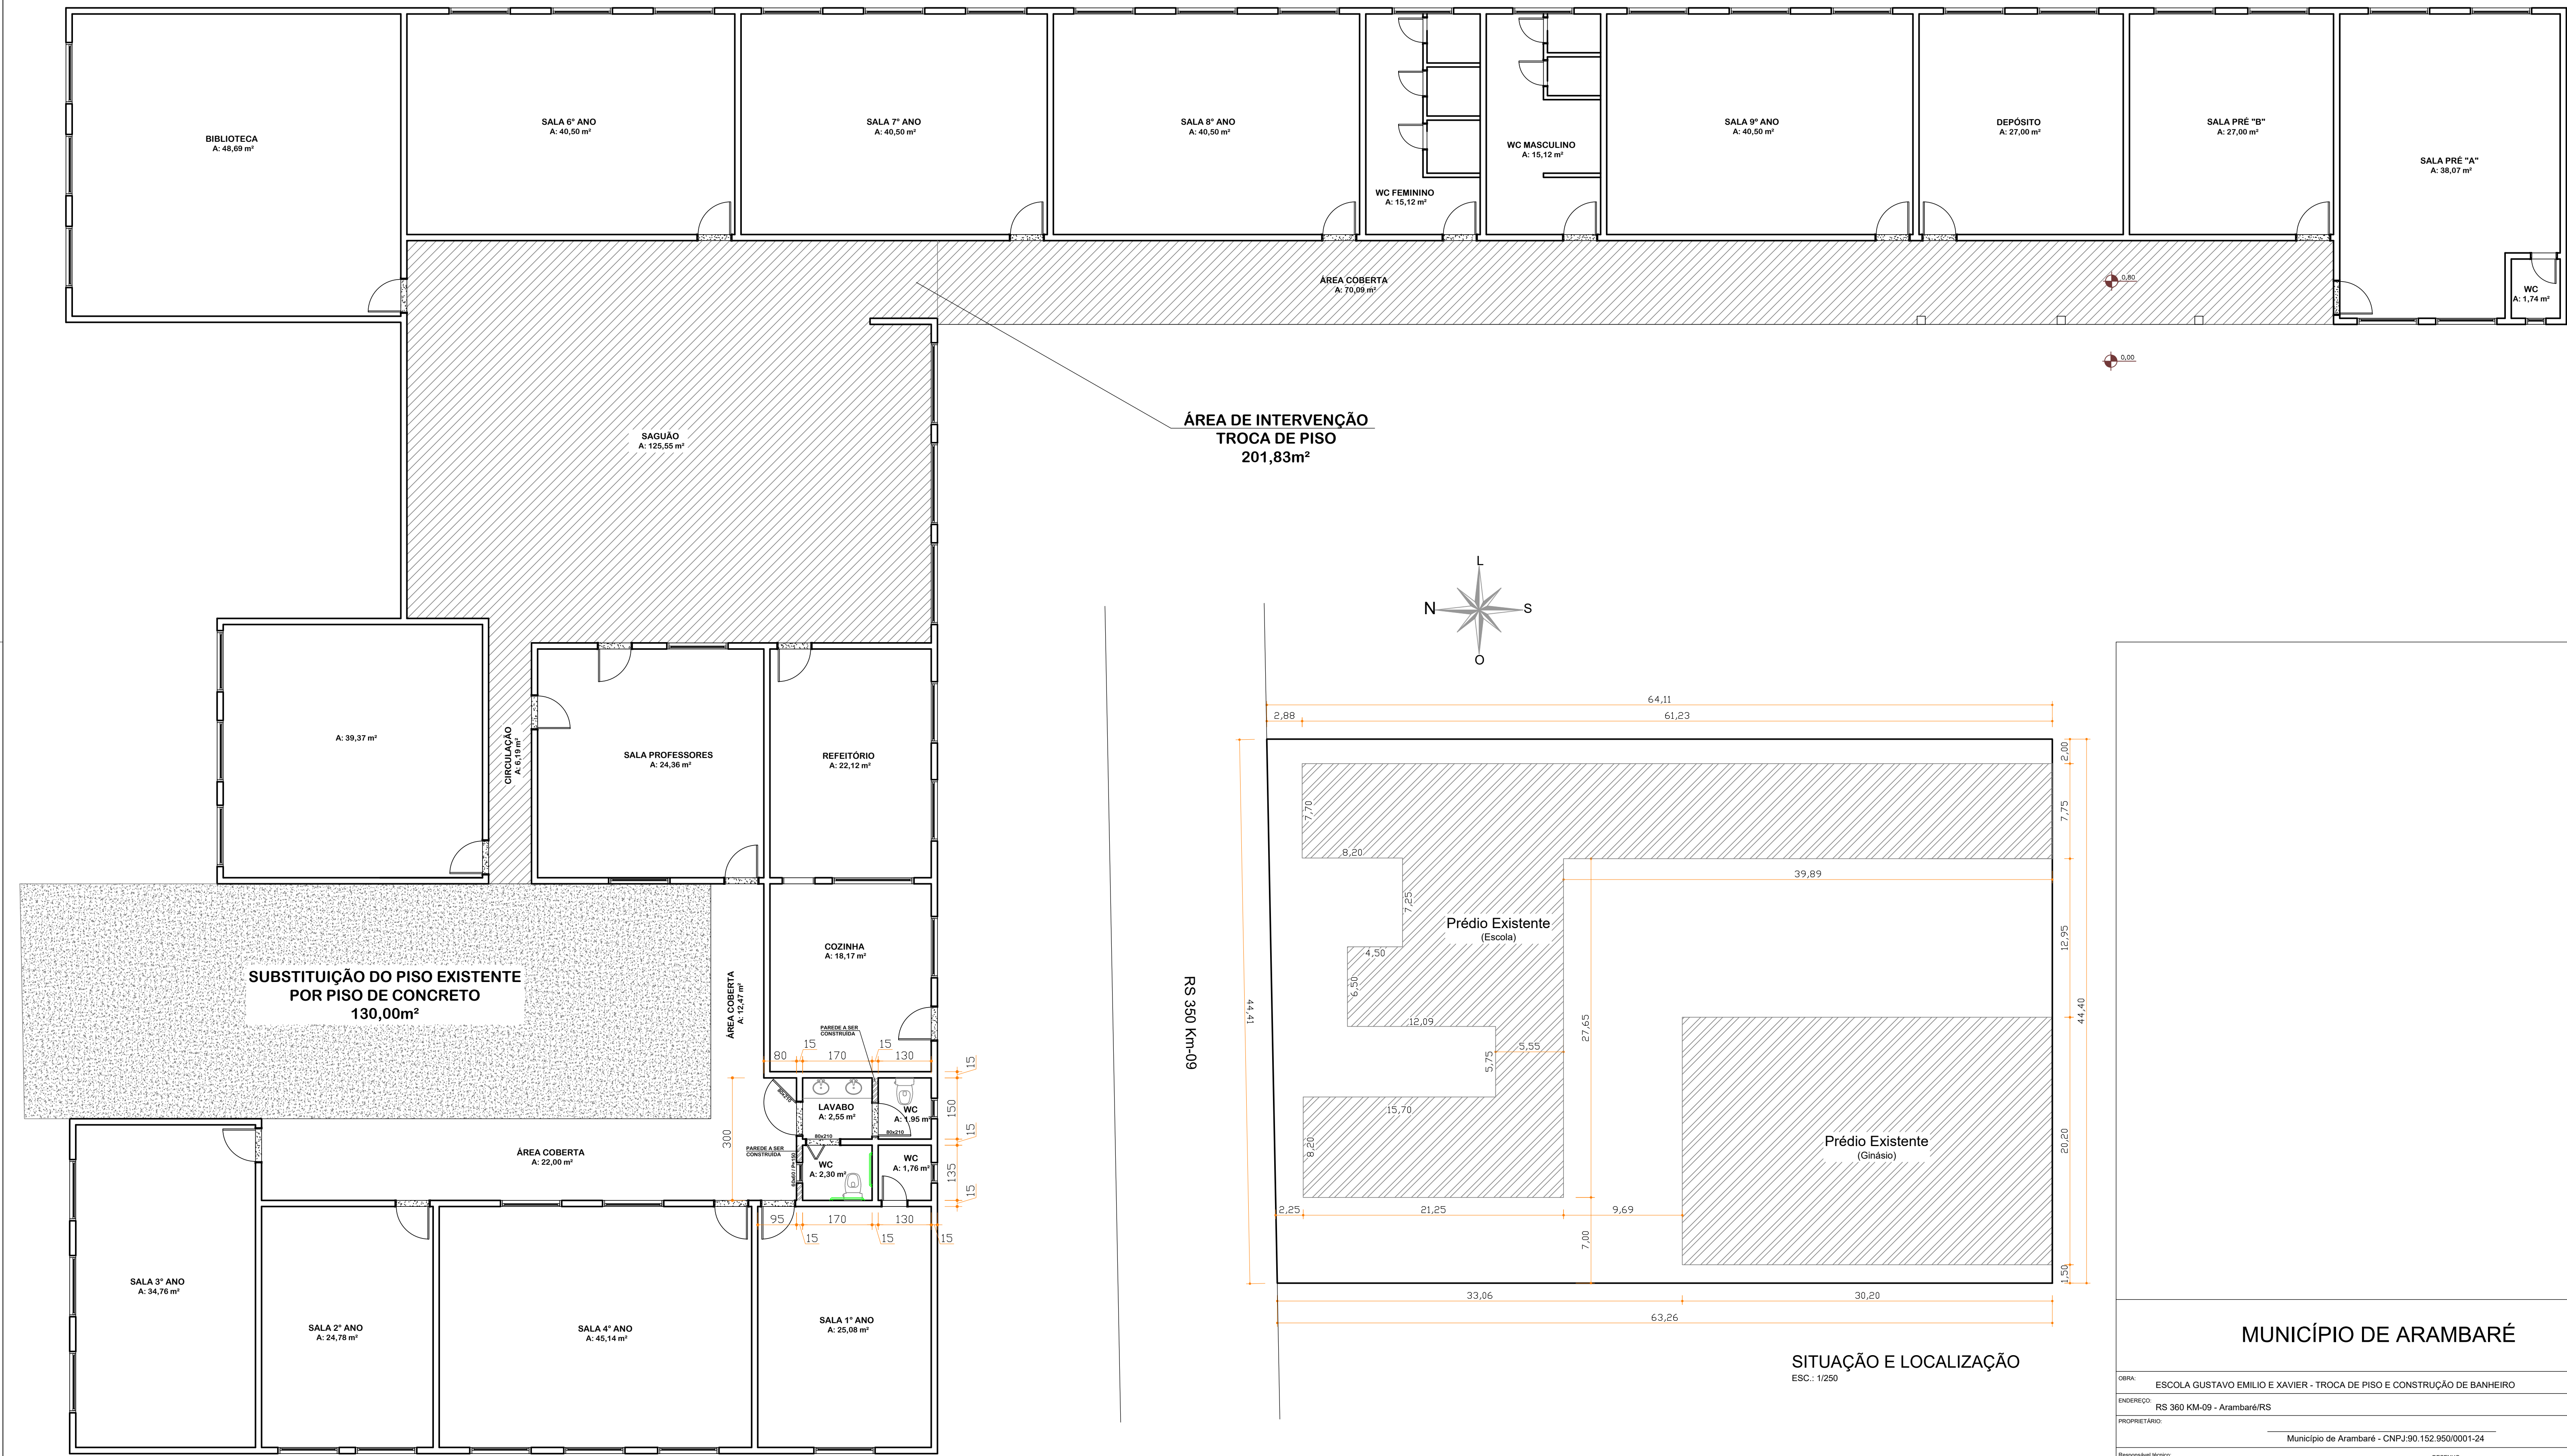 BIBLIOTECA
A: 48,69 m²
SALA 6° ANO
A: 40,50 m²
SALA 7° ANO
A: 40,50 m²
SALA 8° ANO
A: 40,50 m²
WC FEMININO
A: 15,12 m²
WC MASCULINO
A: 15,12 m²
SALA 9° ANO
A: 40,50 m²
DEPÓSITO
A: 27,00 m²
SALA PRÉ "B"
A: 27,00 m²
SALA PRÉ "A"
A: 38,07 m²
WC
A: 1,74 m²
ÁREA COBERTA
A: 70,09 m²
0,80
0,00
SAGUÃO
A: 125,55 m²
ÁREA DE INTERVENÇÃO
TROCA DE PISO
201,83m²
A: 39,37 m²
CIRCULAÇÃO
A: 6,19 m²
SALA PROFESSORES
A: 24,36 m²
REFEITÓRIO
A: 22,12 m²
COZINHA
A: 18,17 m²
SUBSTITUIÇÃO DO PISO EXISTENTE
POR PISO DE CONCRETO
130,00m²
ÁREA COBERTA
A: 12,47 m²
PAREDE A SER
CONSTRUÍDA
80
15
170
15
130
15
80x210
LAVABO
A: 2,55 m²
WC
A: 1,95 m²
80x210
80x210
150
15
300
PAREDE A SER
CONSTRUÍDA
60x60 / P=150
WC
A: 2,30 m²
WC
A: 1,76 m²
135
15
95
15
170
15
130
15
ÁREA COBERTA
A: 22,00 m²
SALA 3° ANO
A: 34,76 m²
SALA 2° ANO
A: 24,78 m²
SALA 4° ANO
A: 45,14 m²
SALA 1° ANO
A: 25,08 m²
L
N
S
O
RS 350 Km-09
64,11
2,88
61,23
2,00
7,70
7,75
8,20
39,89
7,25
Prédio Existente
(Escola)
4,50
12,95
6,50
44,41
44,40
12,09
27,65
5,55
5,75
15,70
8,20
Prédio Existente
(Ginásio)
20,20
2,25
21,25
9,69
7,00
1,50
33,06
30,20
63,26
SITUAÇÃO E LOCALIZAÇÃO
ESC.: 1/250
MUNICÍPIO DE ARAMBARÉ
OBRA:
ESCOLA GUSTAVO EMILIO E XAVIER - TROCA DE PISO E CONSTRUÇÃO DE BANHEIRO
ENDEREÇO:
RS 360 KM-09 - Arambaré/RS
PROPRIETÁRIO:
Município de Arambaré - CNPJ:90.152.950/0001-24